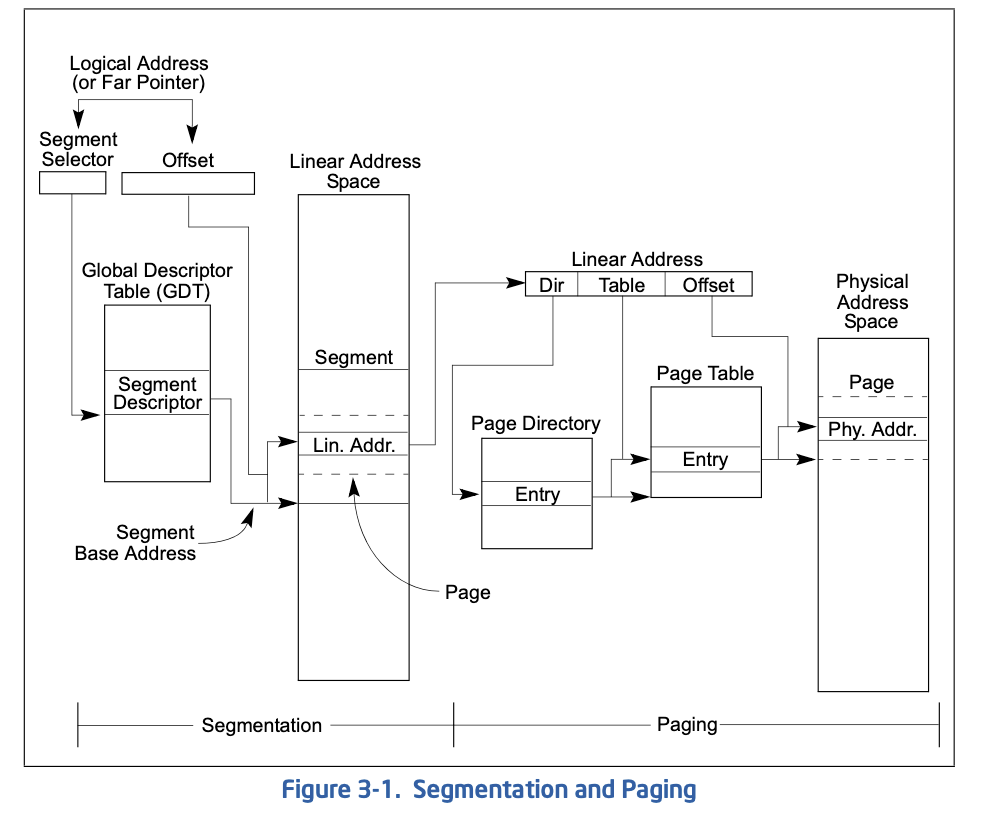 Logical Address
(or Far Pointer)
Segment
Selector
Offset
Linear Address
Space
Global Descriptor
Table (GDT)
Segment
Descriptor
Segment
Base Address
Segment
Lin. Addr.
Page
Linear Address
Dir
Table
Offset
Page Directory
Entry
Page Table
Entry
Physical
Address
Space
Page
Phy. Addr.
Segmentation
Paging
Figure 3-1. Segmentation and Paging